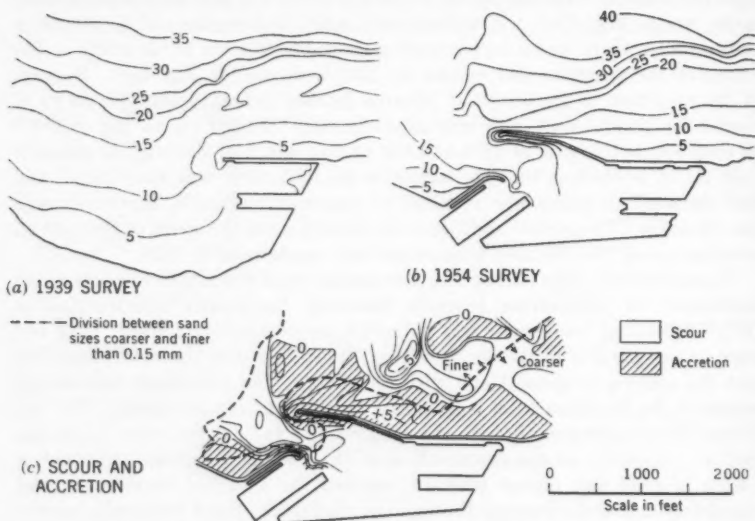 35
30
25
20
15
10
5
5
(a) 1939 SURVEY
40
35
30
25
20
15
10
5
15
10
5
(b) 1954 SURVEY
Division between sand
sizes coarser and finer
than 0.15 mm
0
Scour
Accretion
Finer
Coarser
-5
0
0
0
+5
0
0
0
(c) SCOUR AND
ACCRETION
0 1000 2000
Scale in feet